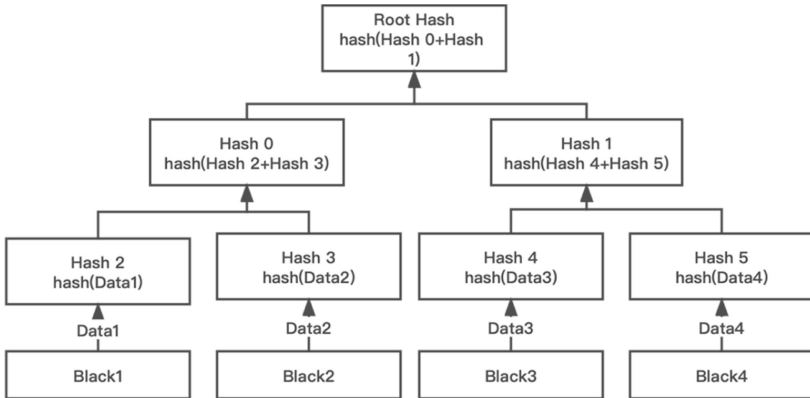 Root Hash
hash(Hash 0+Hash
1)
Hash 0
hash(Hash 2+Hash 3)
Hash 1
hash(Hash 4+Hash 5)
Hash 2
hash(Data1)
Hash 3
hash(Data2)
Hash 4
hash(Data3)
Hash 5
hash(Data4)
Data1
Data2
Data3
Data4
Black1
Black2
Black3
Black4